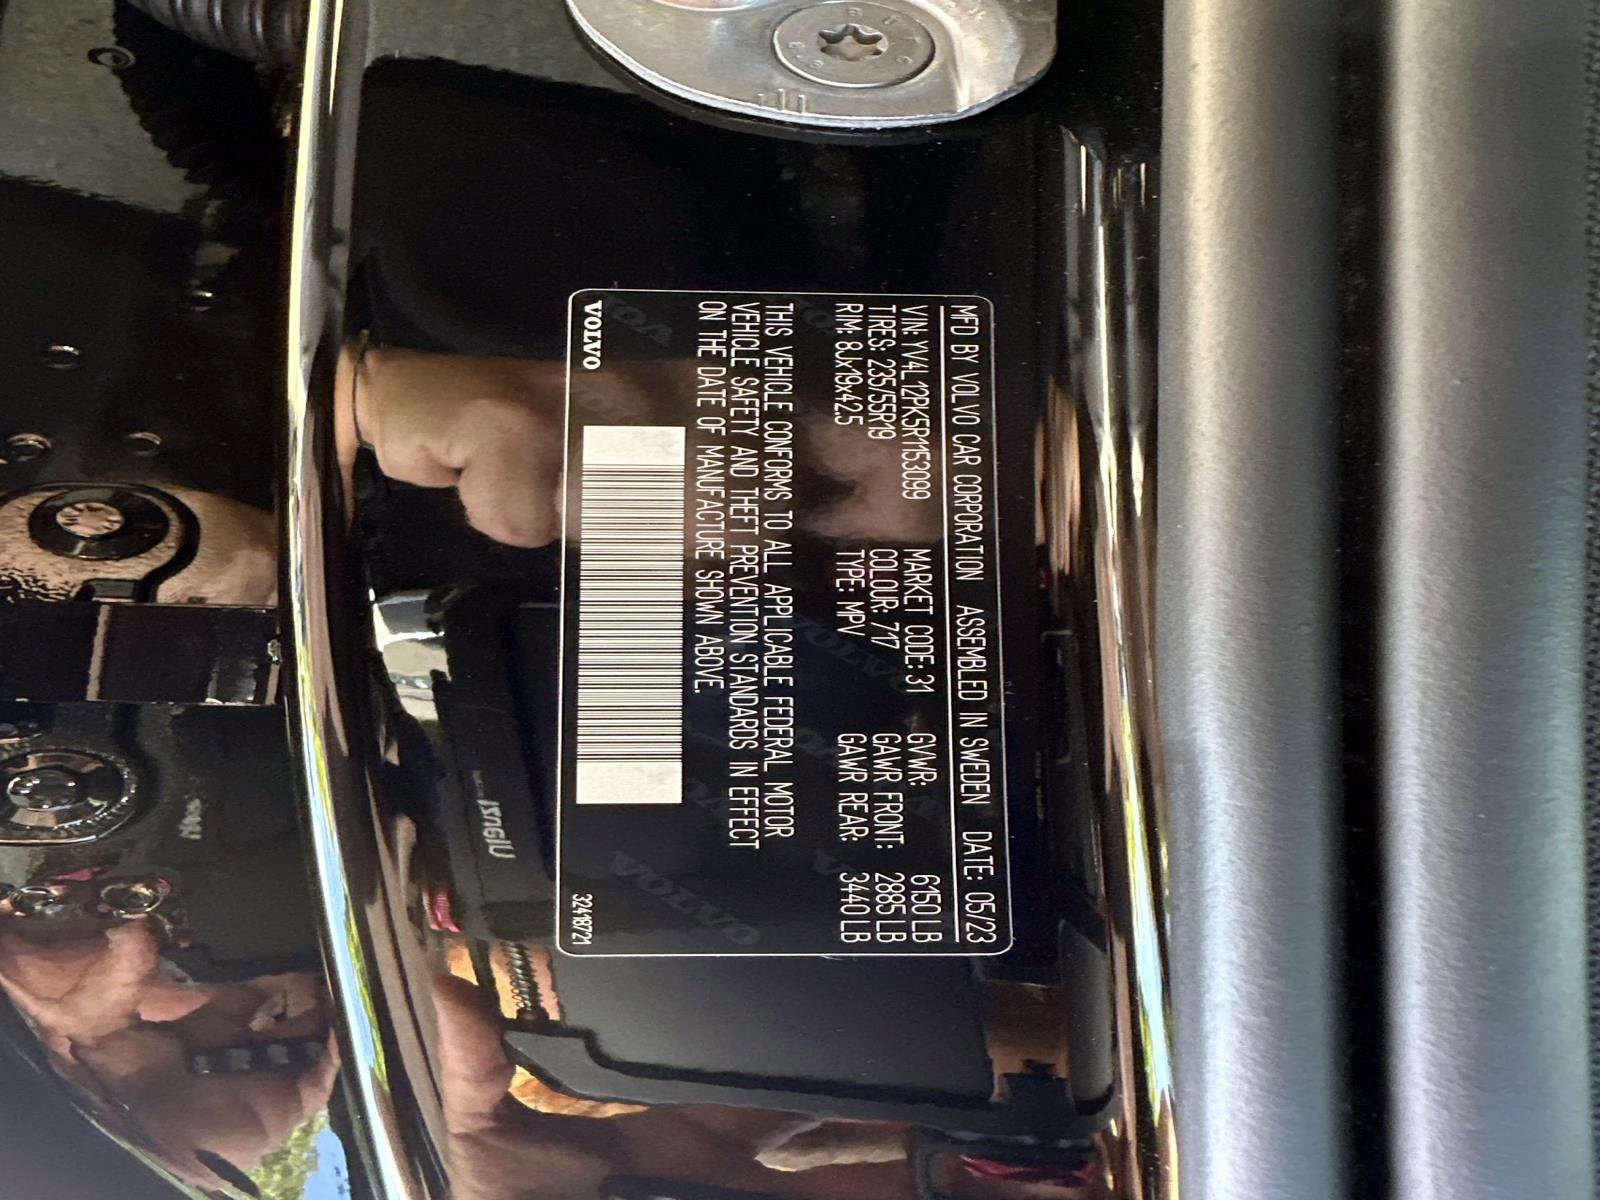 MFD BY VOLVO CAR CORPORATION ASSEMBLED IN SWEDEN DATE: 05/23
VIN: YV4L12PK5R1153099 MARKET CODE: 31 GVWR: 6150 LB
TIRES: 235/55R19 COLOUR: 717 GAWR FRONT: 2885 LB
RIM: 8Jx19x42.5 TYPE: MPV GAWR REAR: 3440 LB
THIS VEHICLE CONFORMS TO ALL APPLICABLE FEDERAL MOTOR
VEHICLE SAFETY AND THEFT PREVENTION STANDARDS IN EFFECT
ON THE DATE OF MANUFACTURE SHOWN ABOVE.
VOLVO 32418721